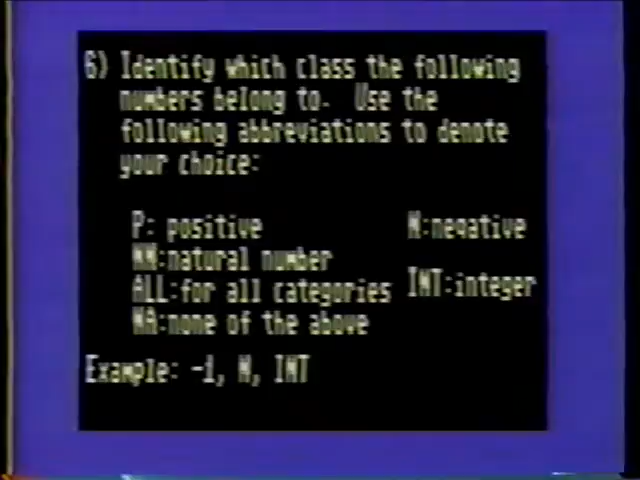 6) Identify which class the following
numbers belong to. Use the
following abbreviations to denote
your choice:
P: positive N:negative
NN:natural number
ALL:for all categories INT:integer
NA:none of the above
Example: -1, N, INT